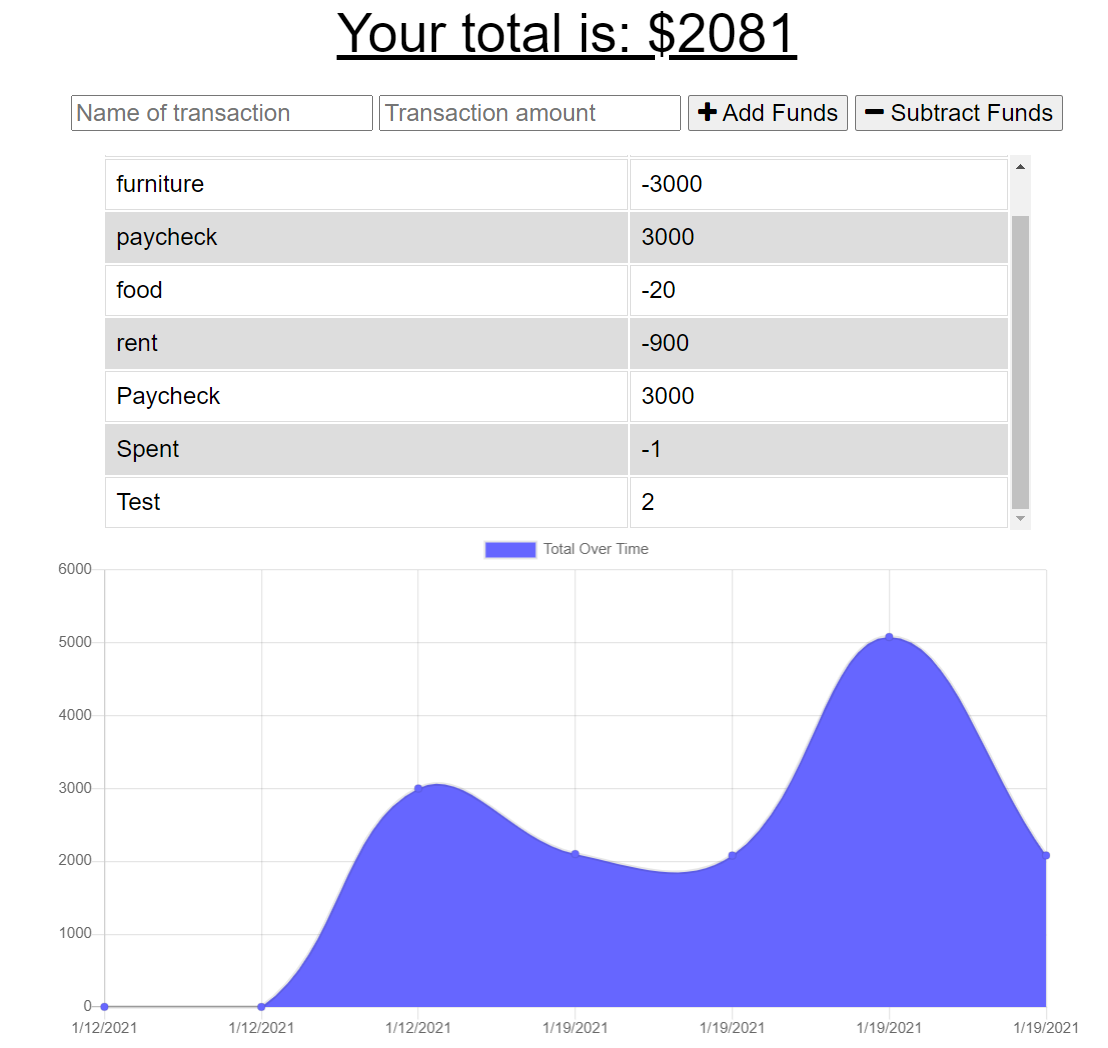 Your total is: $2081
Name of transaction Transaction amount Add Funds Subtract Funds
furniture -3000
paycheck 3000
food -20
rent -900
Paycheck 3000
Spent -1
Test 2
Total Over Time
6000
5000
4000
3000
2000
1000
0
1/12/2021 1/12/2021 1/12/2021 1/19/2021 1/19/2021 1/19/2021 1/19/2021